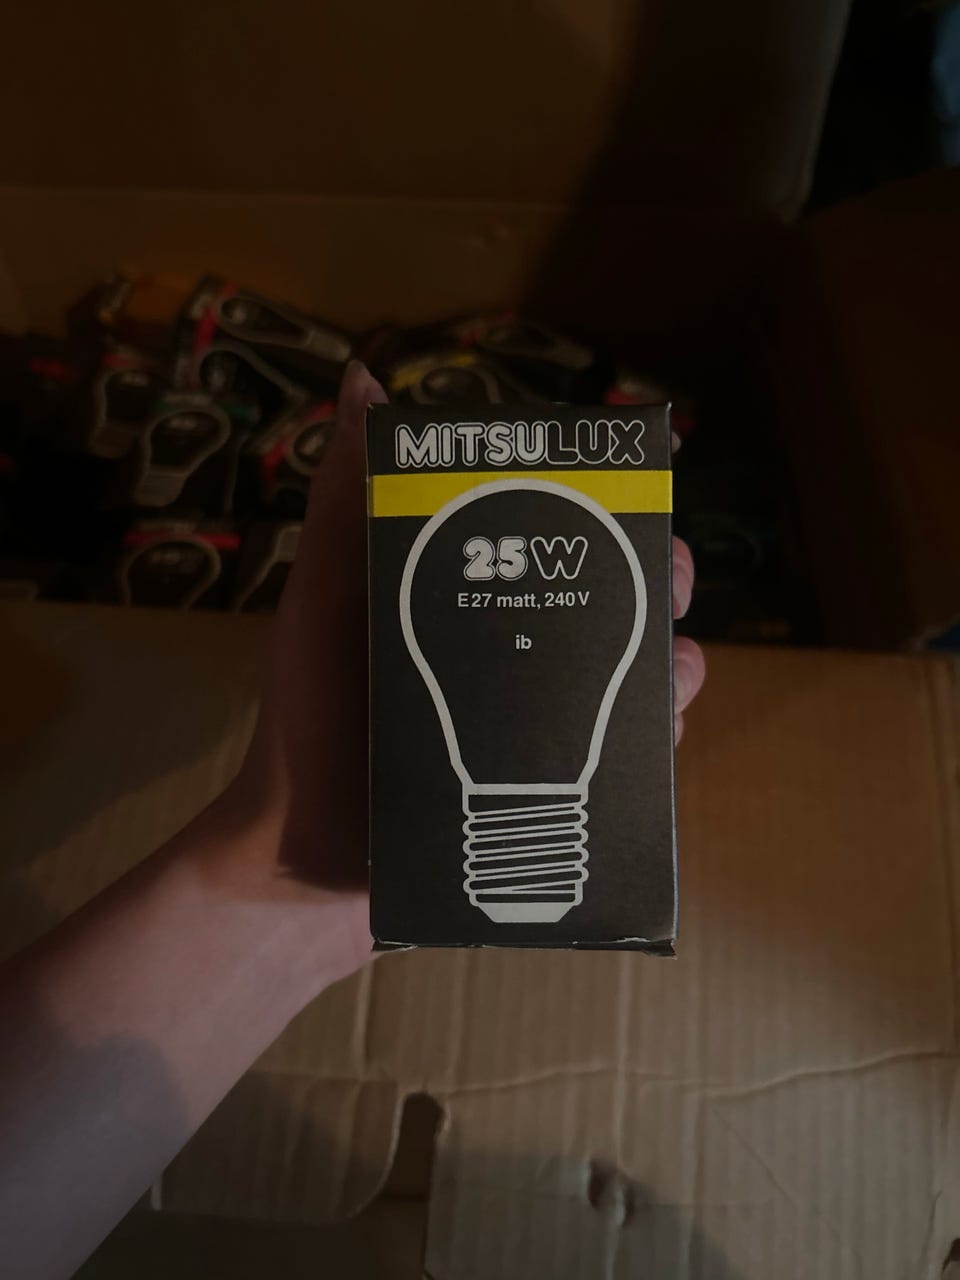 MITSULUX
25W
E27 matt, 240V
ib